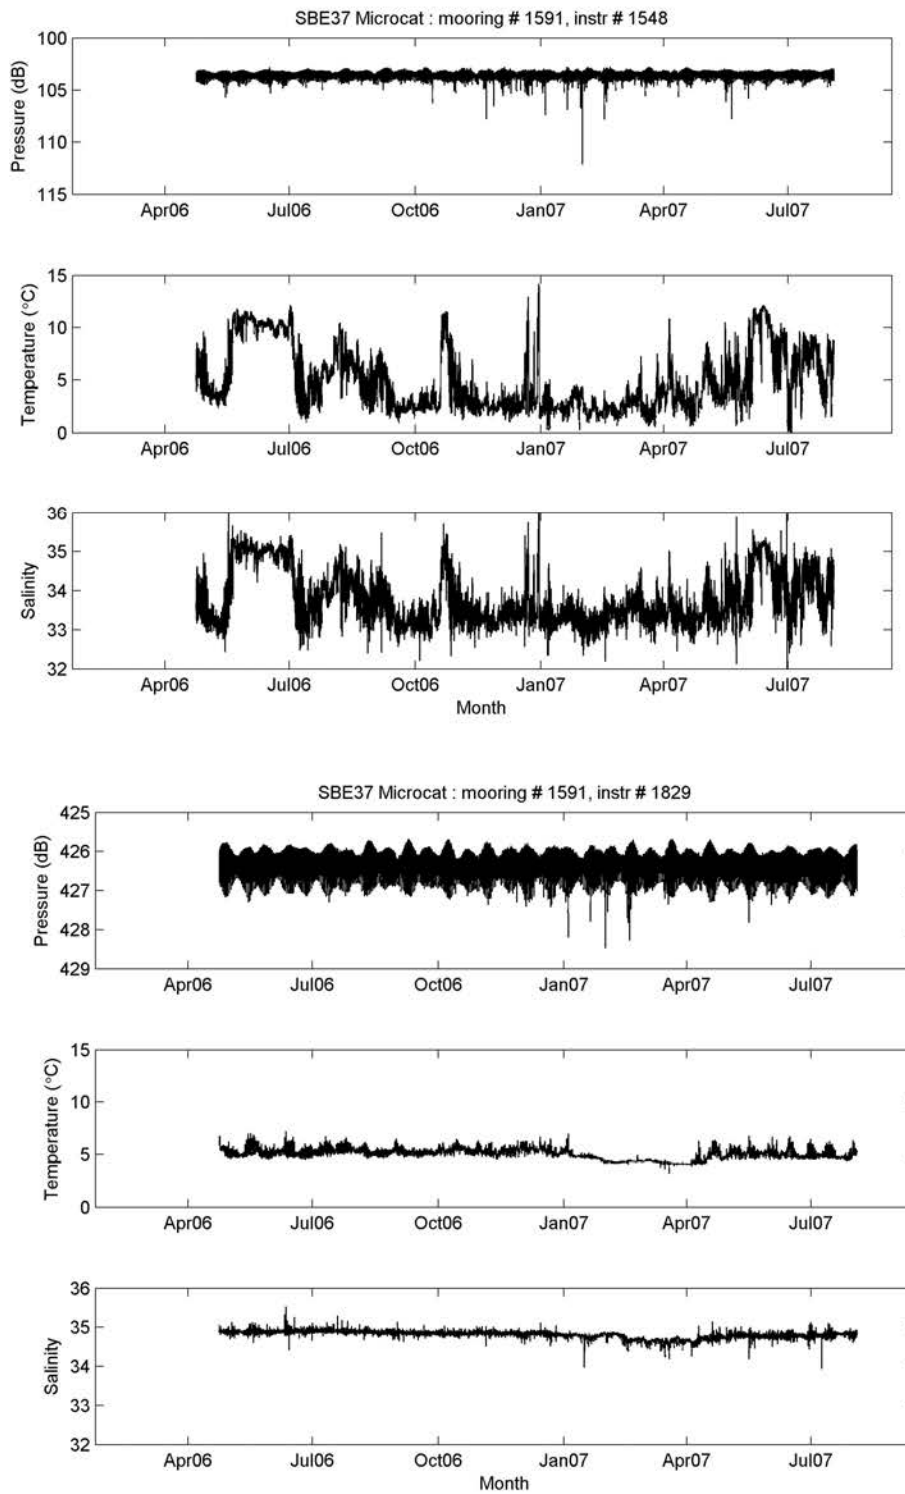 SBE37 Microcat : mooring # 1591, instr # 1548
100
105
110
115
Pressure (dB)
Apr06 Jul06 Oct06 Jan07 Apr07 Jul07
15
10
5
0
Temperature (°C)
Apr06 Jul06 Oct06 Jan07 Apr07 Jul07
36
35
34
33
32
Salinity
Apr06 Jul06 Oct06 Jan07 Apr07 Jul07
Month
SBE37 Microcat : mooring # 1591, instr # 1829
425
426
427
428
429
Pressure (dB)
Apr06 Jul06 Oct06 Jan07 Apr07 Jul07
15
10
5
0
Temperature (°C)
Apr06 Jul06 Oct06 Jan07 Apr07 Jul07
36
35
34
33
32
Salinity
Apr06 Jul06 Oct06 Jan07 Apr07 Jul07
Month